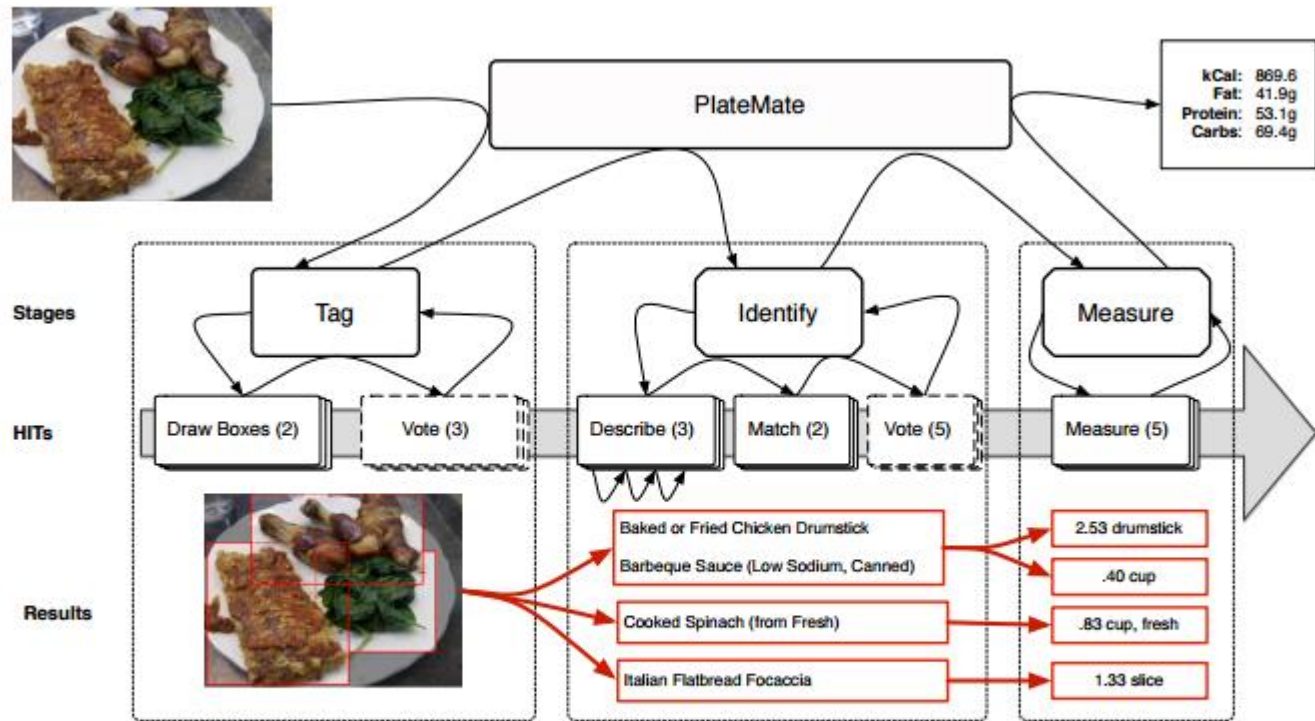 PlateMate
kCal: 869.6
Fat: 41.9g
Protein: 53.1g
Carbs: 69.4g
Stages
Tag
Identify
Measure
HITs
Draw Boxes (2)
Vote (3)
Describe (3)
Match (2)
Vote (5)
Measure (5)
Results
Baked or Fried Chicken Drumstick
Barbeque Sauce (Low Sodium, Canned)
2.53 drumstick
.40 cup
Cooked Spinach (from Fresh)
.83 cup, fresh
Italian Flatbread Focaccia
1.33 slice